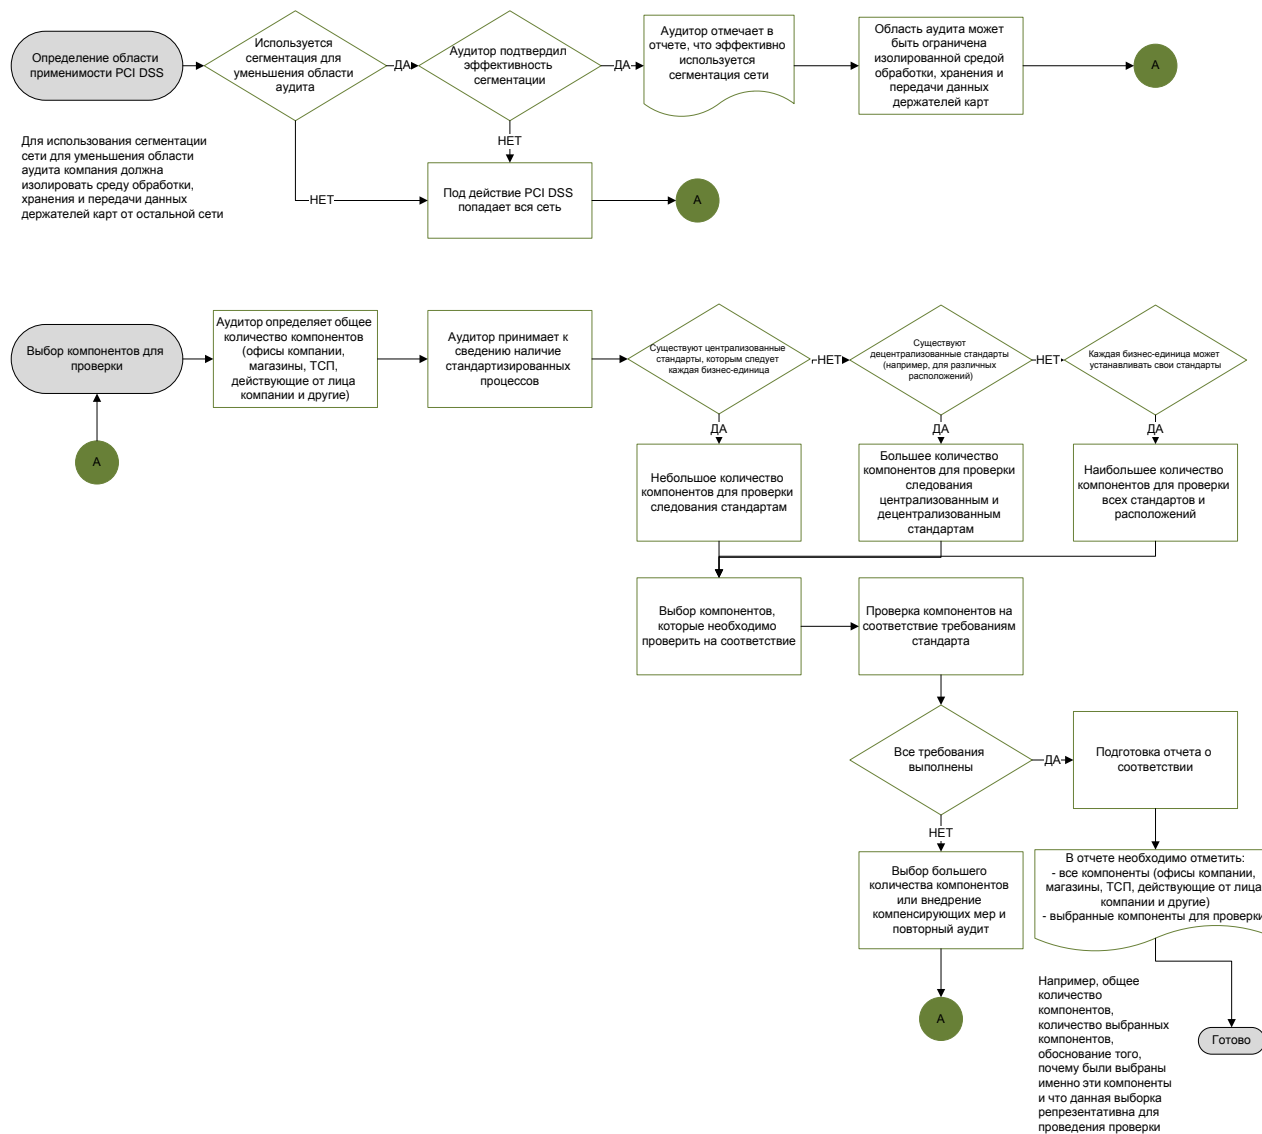 Определение области
применимости PCI DSS
Используется
сегментация для
уменьшения области
аудита
ДА
Аудитор подтвердил
эффективность
сегментации
ДА
Аудитор отмечает в
отчете, что эффективно
используется
сегментация сети
Область аудита может
быть ограничена
изолированной средой
обработки, хранения и
передачи данных
держателей карт
А
Для использования сегментации
сети для уменьшения области
аудита компания должна
изолировать среду обработки,
хранения и передачи данных
держателей карт от остальной сети
НЕТ
НЕТ
Под действие PCI DSS
попадает вся сеть
А
Выбор компонентов для
проверки
А
Аудитор определяет общее
количество компонентов
(офисы компании,
магазины, ТСП,
действующие от лица
компании и другие)
Аудитор принимает к
сведению наличие
стандартизированных
процессов
Существуют централизованные
стандарты, которым следует
каждая бизнес-единица
НЕТ
Существуют
децентрализованные стандарты
(например, для различных
расположений)
НЕТ
Каждая бизнес-единица может
устанавливать свои стандарты
ДА
ДА
ДА
Небольшое количество
компонентов для проверки
следования стандартам
Большее количество
компонентов для проверки
следования
централизованным и
децентрализованным
стандартам
Наибольшее количество
компонентов для проверки
всех стандартов и
расположений
Выбор компонентов,
которые необходимо
проверить на соответствие
Проверка компонентов на
соответствие требованиям
стандарта
Все требования
выполнены
ДА
Подготовка отчета о
соответствии
НЕТ
Выбор большего
количества компонентов
или внедрение
компенсирующих мер и
повторный аудит
А
В отчете необходимо отметить:
- все компоненты (офисы компании,
магазины, ТСП, действующие от лица
компании и другие)
- выбранные компоненты для проверки
Например, общее
количество
компонентов,
количество выбранных
компонентов,
обоснование того,
почему были выбраны
именно эти компоненты
и что данная выборка
репрезентативна для
проведения проверки
Готово